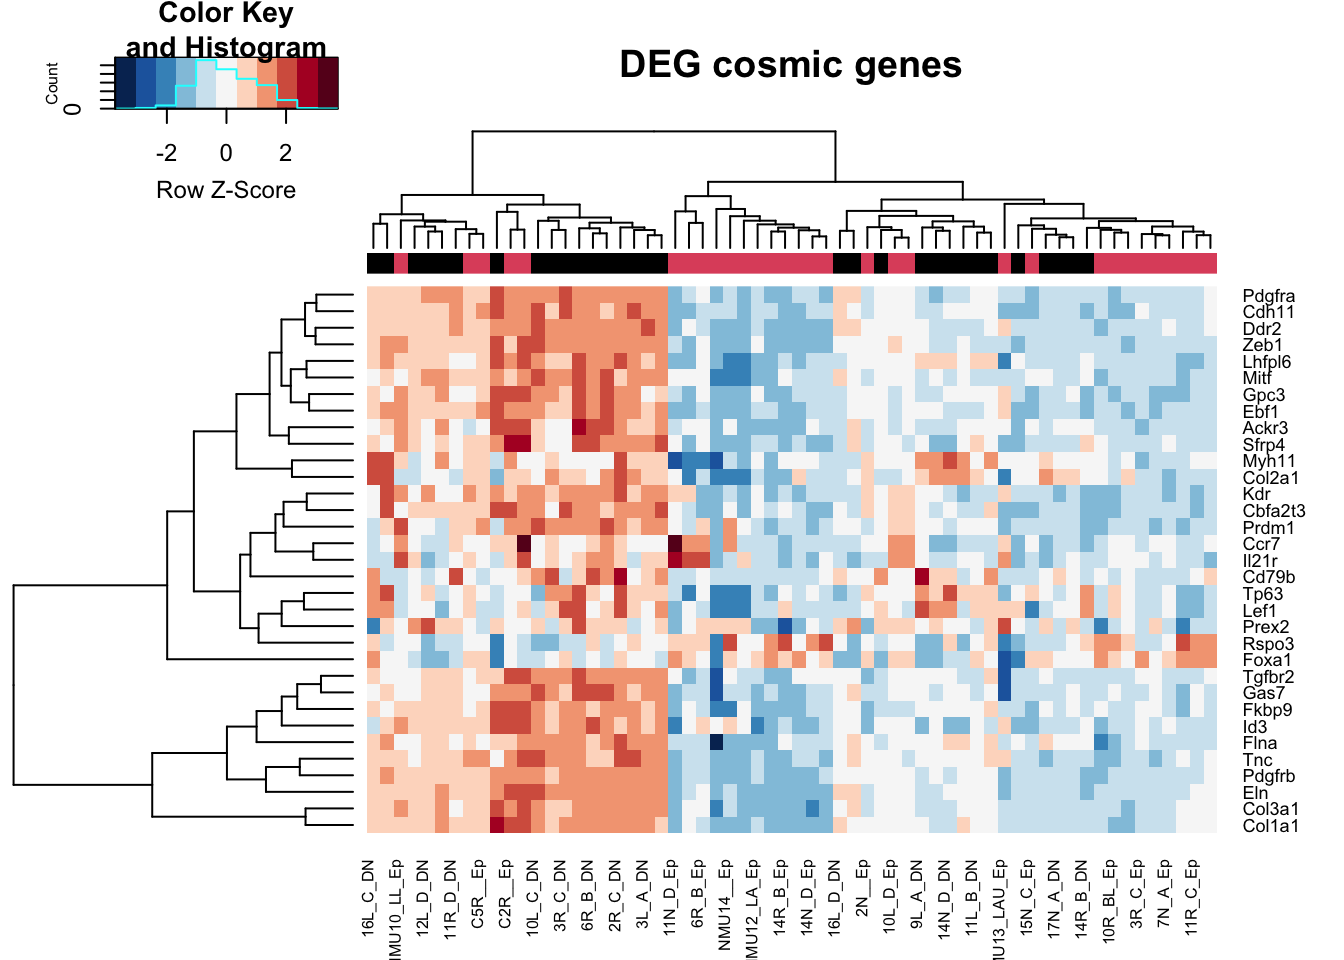 Color Key
and Histogram
Count
0
-2 0 2
Row Z-Score
DEG cosmic genes
Pdgfra
Cdh11
Ddr2
Zeb1
Lhfpl6
Mitf
Gpc3
Ebf1
Ackr3
Sfrp4
Myh11
Col2a1
Kdr
Cbfa2t3
Prdm1
Ccr7
Il21r
Cd79b
Tp63
Lef1
Prex2
Rspo3
Foxa1
Tgfbr2
Gas7
Fkbp9
Id3
Flna
Tnc
Pdgfrb
Eln
Col3a1
Col1a1
16L_C_DN
IMU10_LL_Ep
12L_D_DN
11R_D_DN
C5R__Ep
C2R__Ep
10L_C_DN
3R_C_DN
6R_B_DN
2R_C_DN
3L_A_DN
11N_D_Ep
6R_B_Ep
NMU14__Ep
IMU12_LA_Ep
14R_B_Ep
14N_D_Ep
16L_D_DN
2N__Ep
10L_D_Ep
9L_A_DN
14N_D_DN
11L_B_DN
IU13_LAU_Ep
15N_C_Ep
17N_A_DN
14R_B_DN
10R_BL_Ep
3R_C_Ep
7N_A_Ep
11R_C_Ep